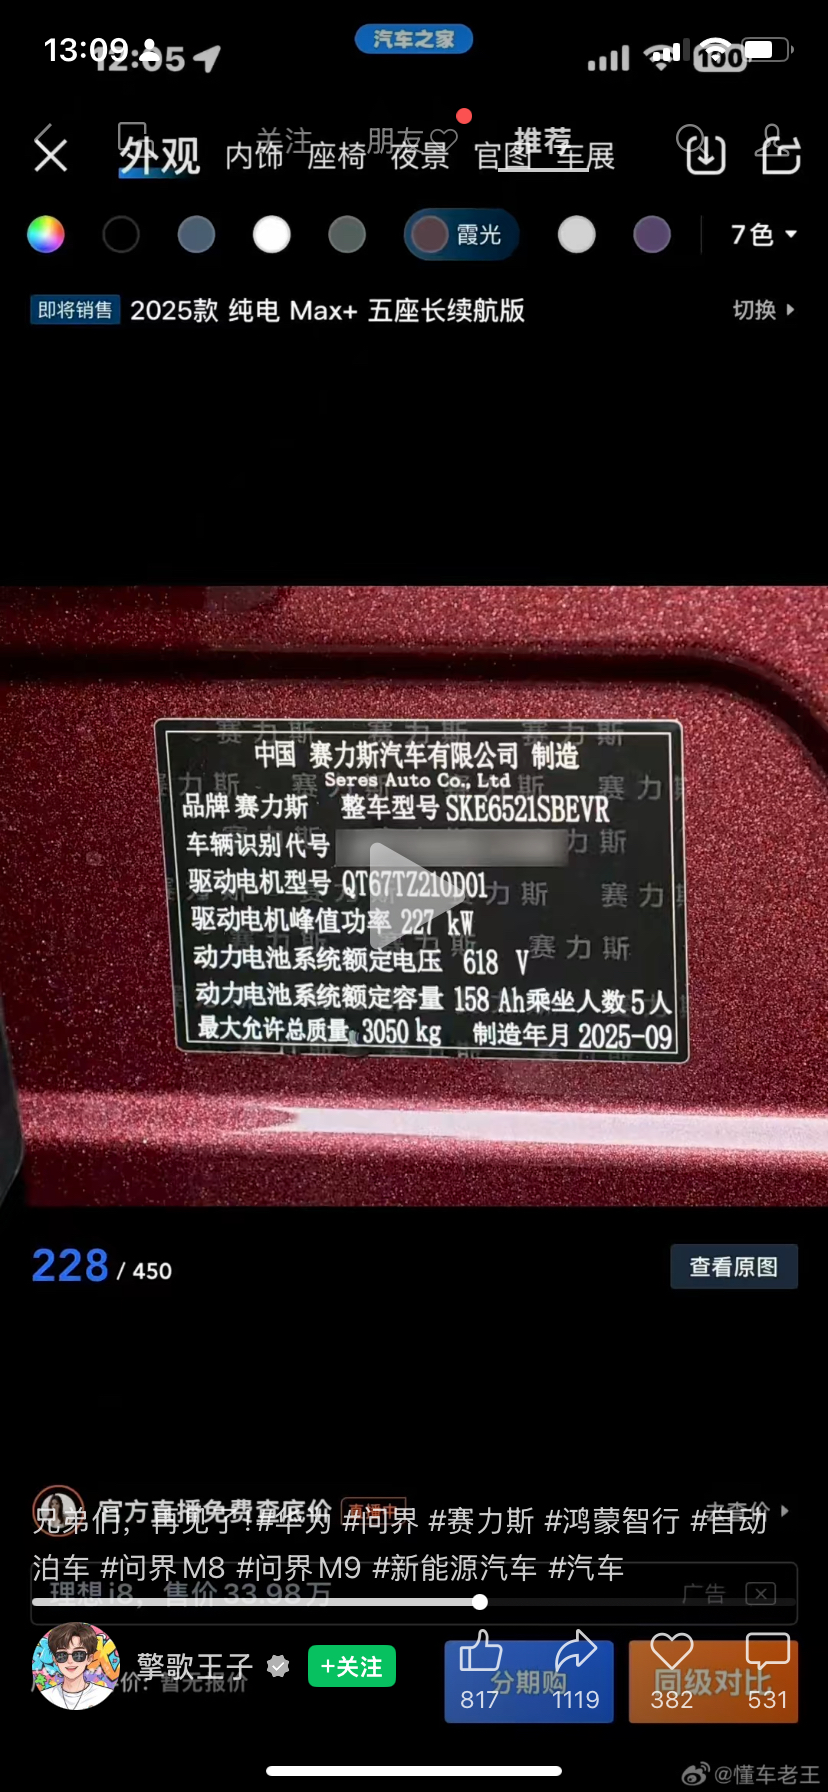 13:09
12:05
汽车之家
100
关注 朋友 推荐
外观 内饰 座椅 夜景 官图 车展
霞光
7色
即将销售 2025款 纯电 Max+ 五座长续航版 切换
中国 赛力斯汽车有限公司 制造
Seres Auto Co., Ltd
品牌 赛力斯 整车型号 SKE6521SBEVR
车辆识别代号
驱动电机型号 QT67TZ210D01
驱动电机峰值功率 227 kW
动力电池系统额定电压 618 V
动力电池系统额定容量 158 Ah 乘坐人数 5人
最大允许总质量 3050 kg 制造年月 2025-09
228 / 450
查看原图
官方直播免费查底价 直播中 去查价
兄弟们，再见了!#华为 #问界 #赛力斯 #鸿蒙智行 #自动
泊车 #问界M8 #问界M9 #新能源汽车 #汽车
理想i8，售价33.98万 广告
擎歌王子 +关注
价: 暂无报价
分期购 同级对比
817 1119 382 531
@懂车老王